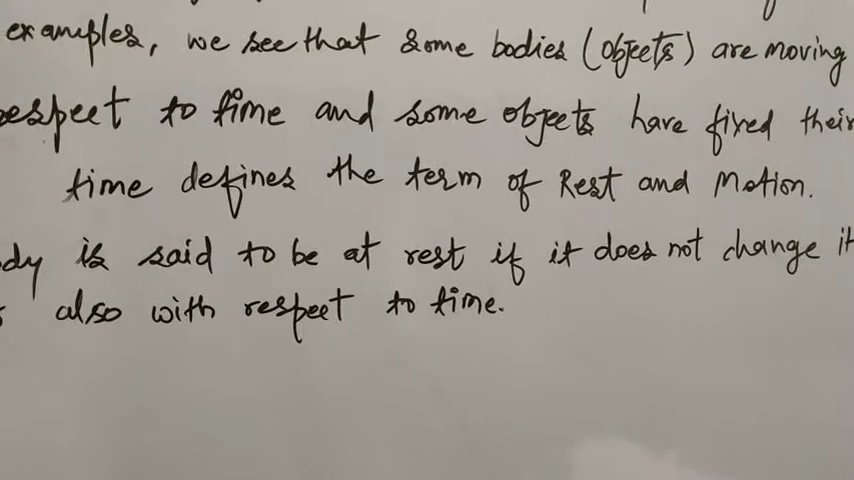 examples, we see that some bodies (objects) are moving
respect to time and some objects have fixed their
time defines the term of Rest and Motion.
dy is said to be at rest if it does not change it
also with respect to time.